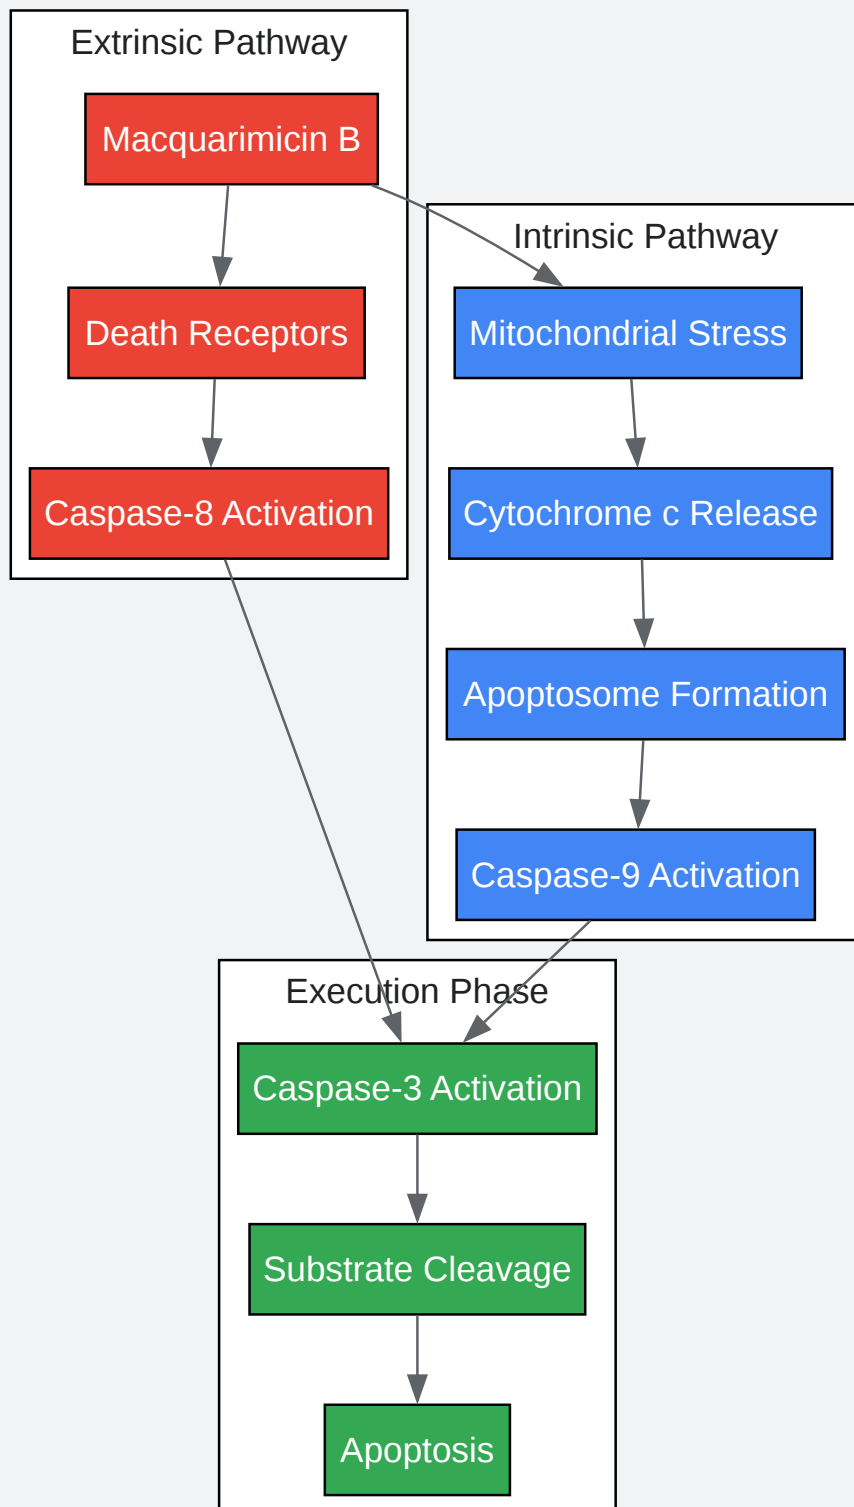 Extrinsic Pathway
Macquarimicin B
Death Receptors
Caspase-8 Activation
Intrinsic Pathway
Mitochondrial Stress
Cytochrome c Release
Apoptosome Formation
Caspase-9 Activation
Execution Phase
Caspase-3 Activation
Substrate Cleavage
Apoptosis